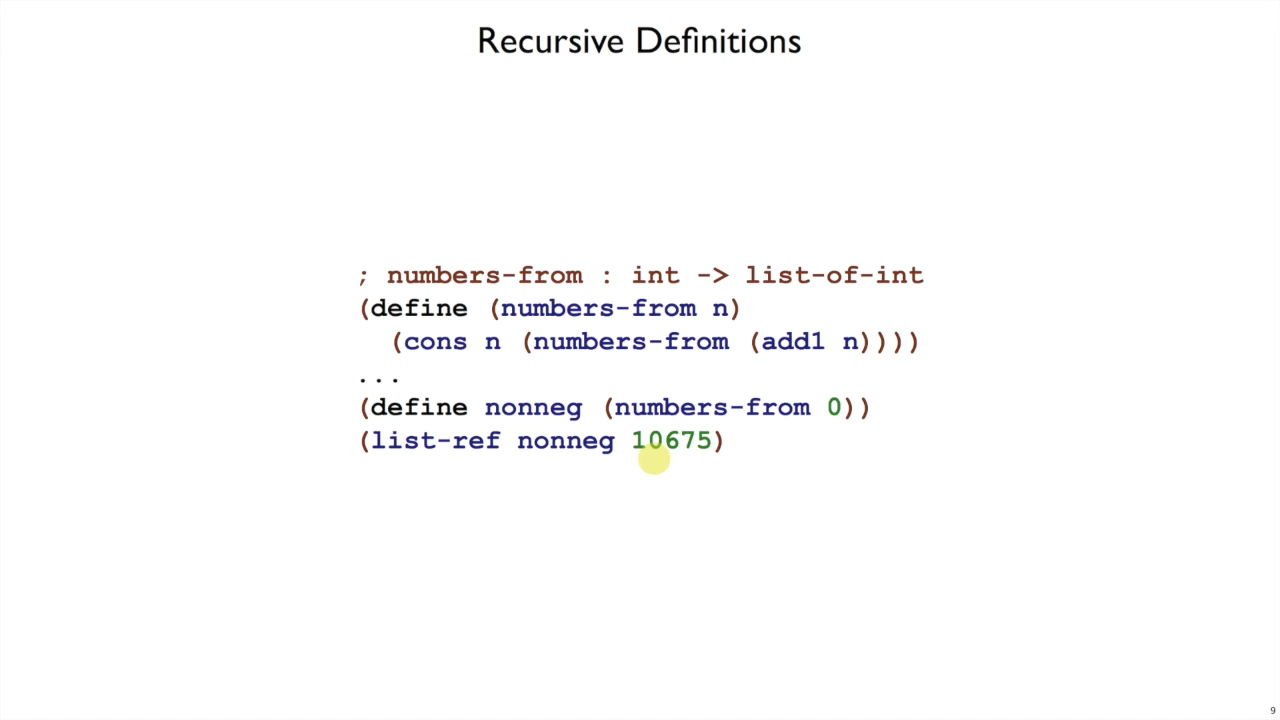 Recursive Definitions
; numbers-from : int -> list-of-int
(define (numbers-from n)
  (cons n (numbers-from (add1 n))))
...
(define nonneg (numbers-from 0))
(list-ref nonneg 10675)
9